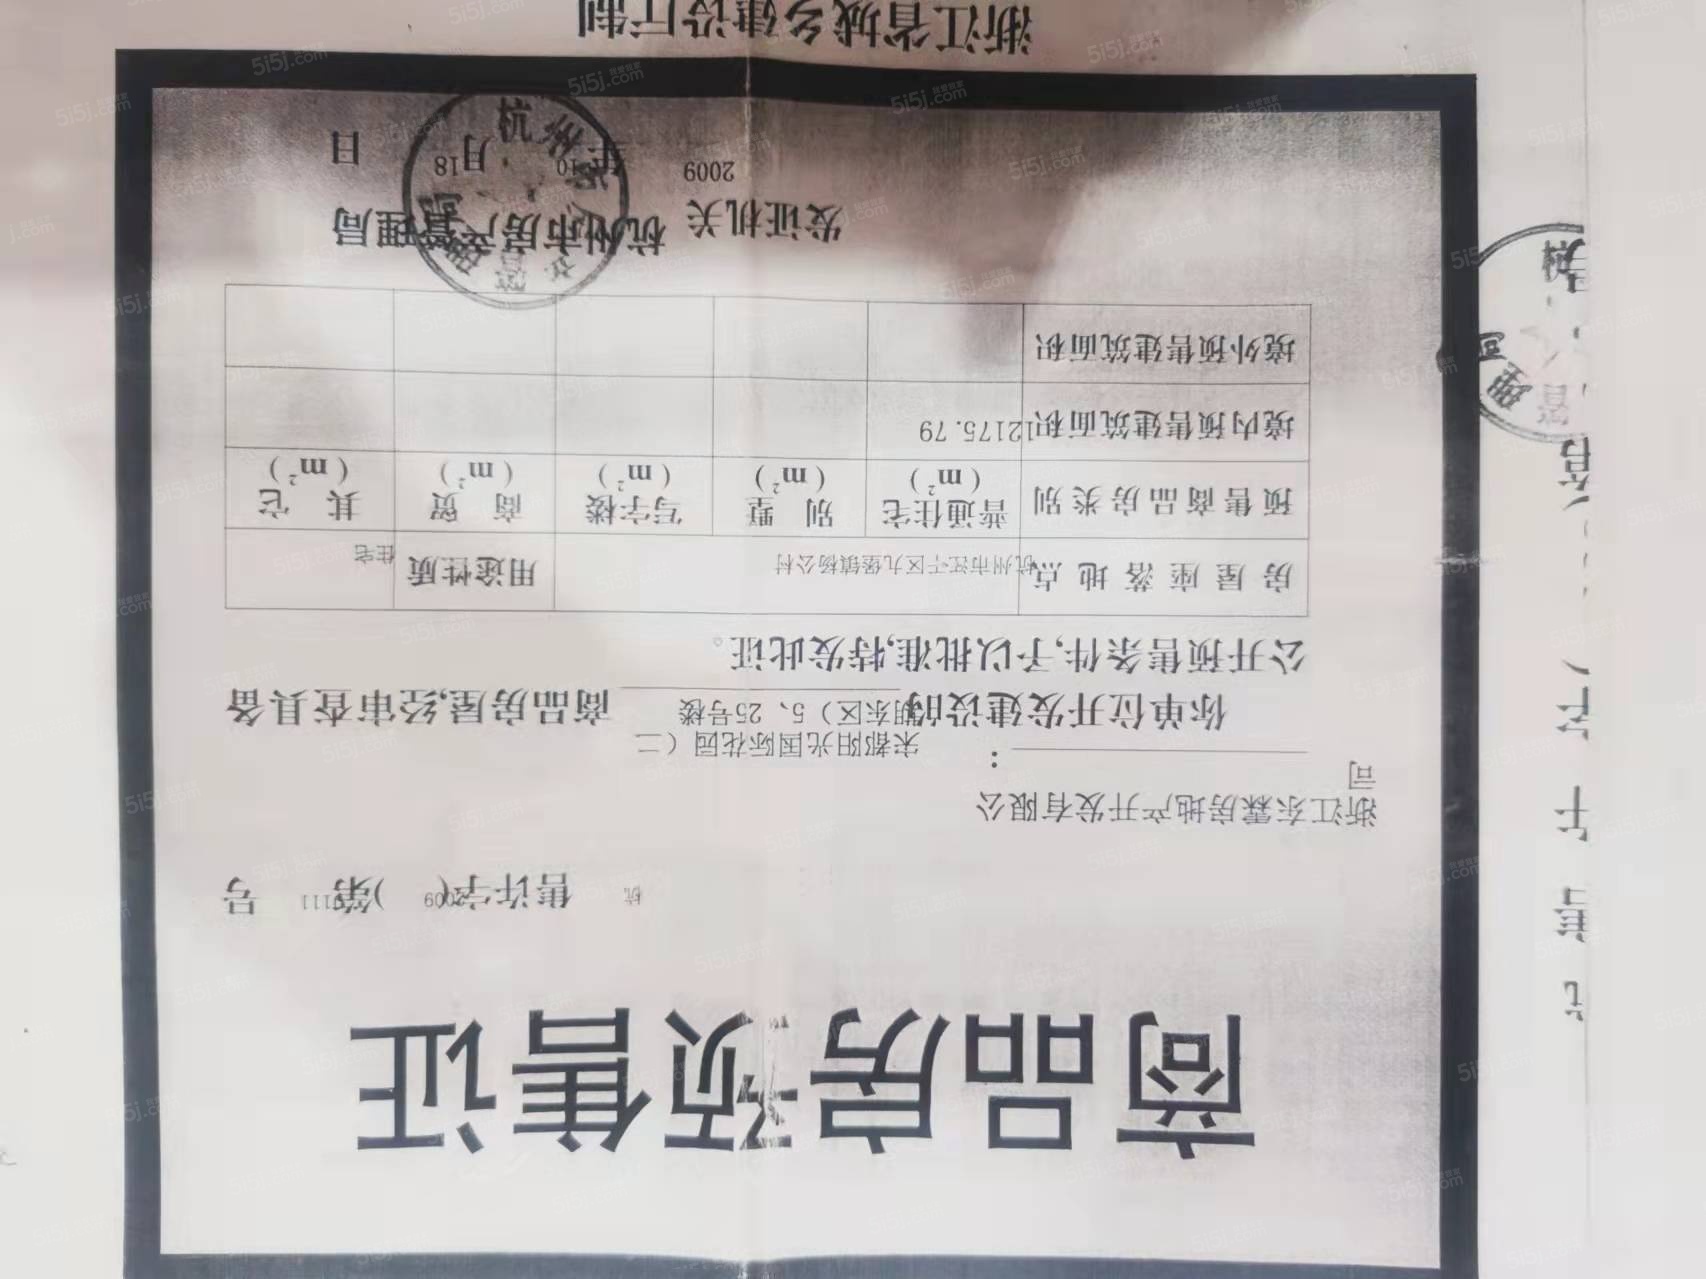 商品房预售证
杭 售许字(2009)第0111号
浙江东霖房地产开发有限公
司
:
宋都阳光国际花园（二
你单位开发建设的期东区）5、25号楼商品房屋,经审查具备
公开预售条件,予以批准,特发此证。
房屋座落地点 杭州市江干区九堡镇杨公村 用途性质 住宅
预售商品房类别 普通住宅(m²) 别墅(m²) 写字楼(m²) 商贸(m²) 其它(m²)
境内预售建筑面积 12175.79
境外预售建筑面积
发证机关 杭州市房产管理局
2009年10月18日
浙江省城乡建设厅制